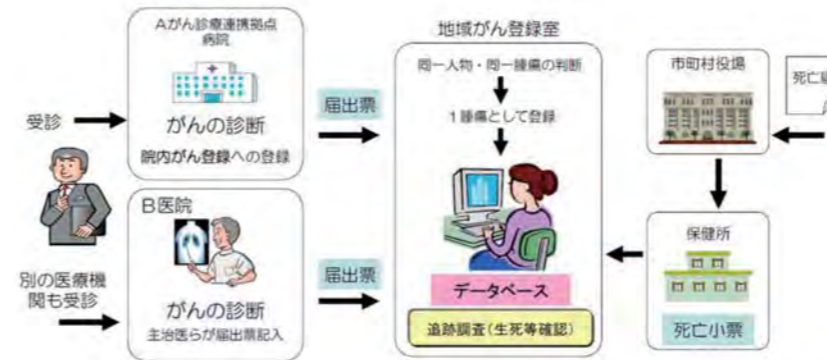 受診
別の医療機
関も受診
Aがん診療連携拠点
病院
がんの診断
院内がん登録への登録
B医院
がんの診断
主治医らが届出票記入
届出票
届出票
地域がん登録室
同一人物・同一腫瘍の判断
1腫瘍として登録
データベース
追跡調査(生死等確認)
市町村役場
保健所
死亡小票
死亡